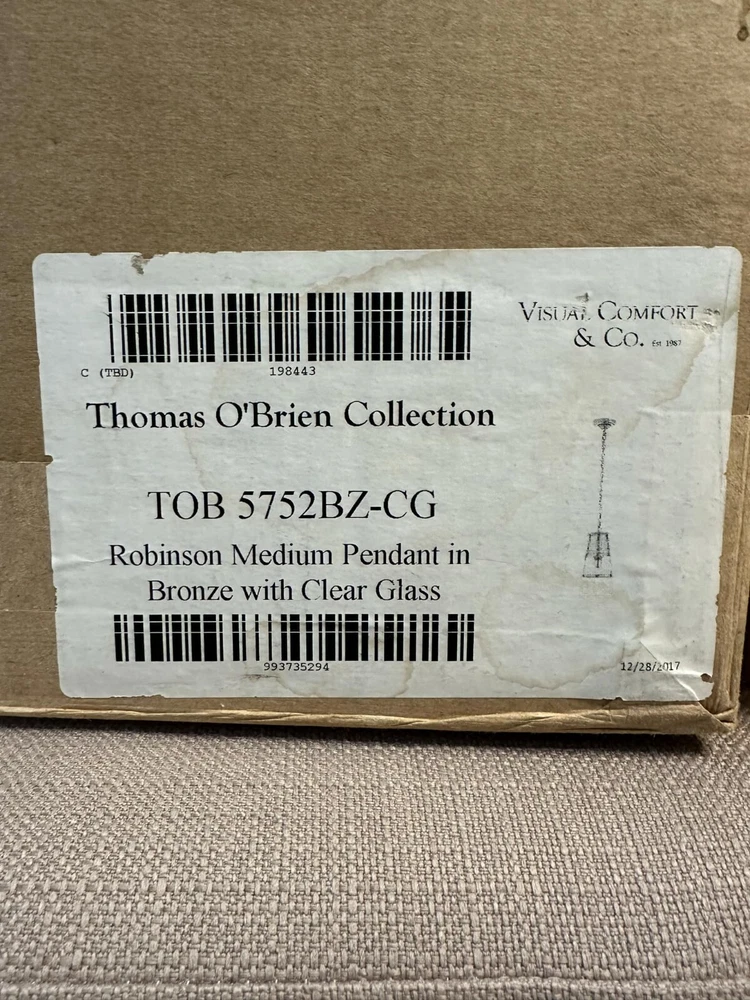 VISUAL COMFORT
& CO. Est 1987
C (TBD)
198443
Thomas O'Brien Collection
TOB 5752BZ-CG
Robinson Medium Pendant in
Bronze with Clear Glass
993735294
12/28/2017